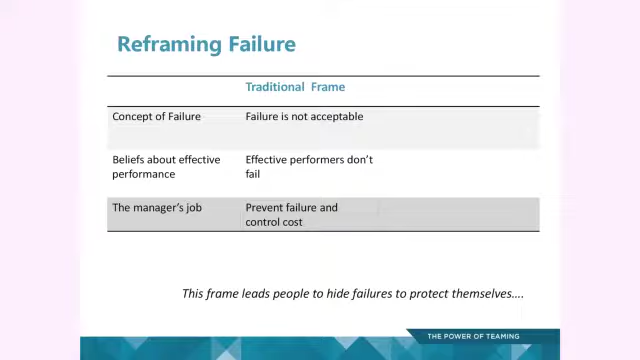 Reframing Failure
Traditional Frame
Concept of Failure Failure is not acceptable
Beliefs about effective Effective performers don't
performance fail
The manager's job Prevent failure and
control cost
This frame leads people to hide failures to protect themselves....
THE POWER OF TEAMING